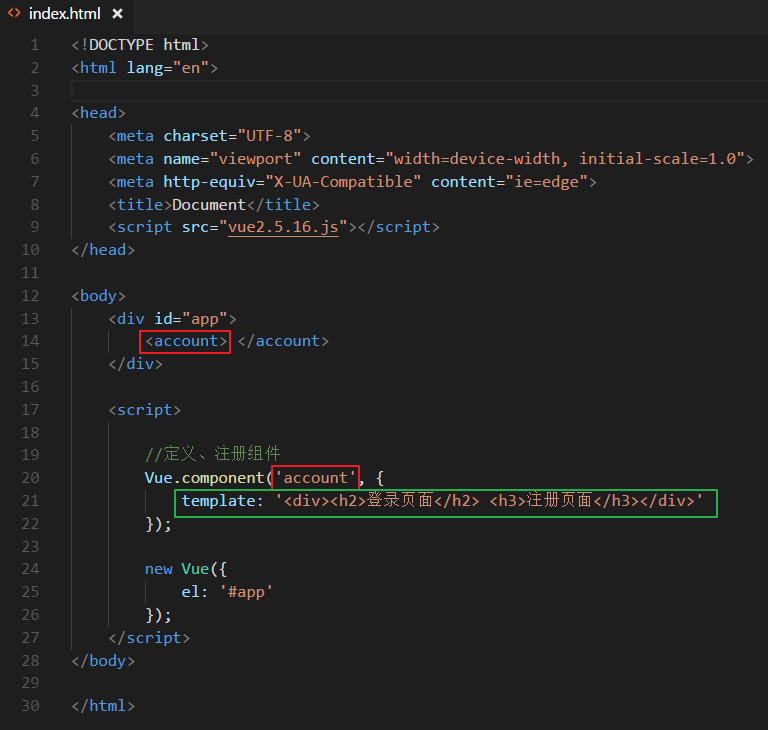 index.html ×
1 <!DOCTYPE html>
2 <html lang="en">
3
4 <head>
5     <meta charset="UTF-8">
6     <meta name="viewport" content="width=device-width, initial-scale=1.0">
7     <meta http-equiv="X-UA-Compatible" content="ie=edge">
8     <title>Document</title>
9     <script src="vue2.5.16.js"></script>
10 </head>
11
12 <body>
13     <div id="app">
14         <account> </account>
15     </div>
16
17     <script>
18
19         //定义、注册组件
20         Vue.component('account', {
21             template: '<div><h2>登录页面</h2> <h3>注册页面</h3></div>'
22         });
23
24         new Vue({
25             el: '#app'
26         });
27     </script>
28 </body>
29
30 </html>